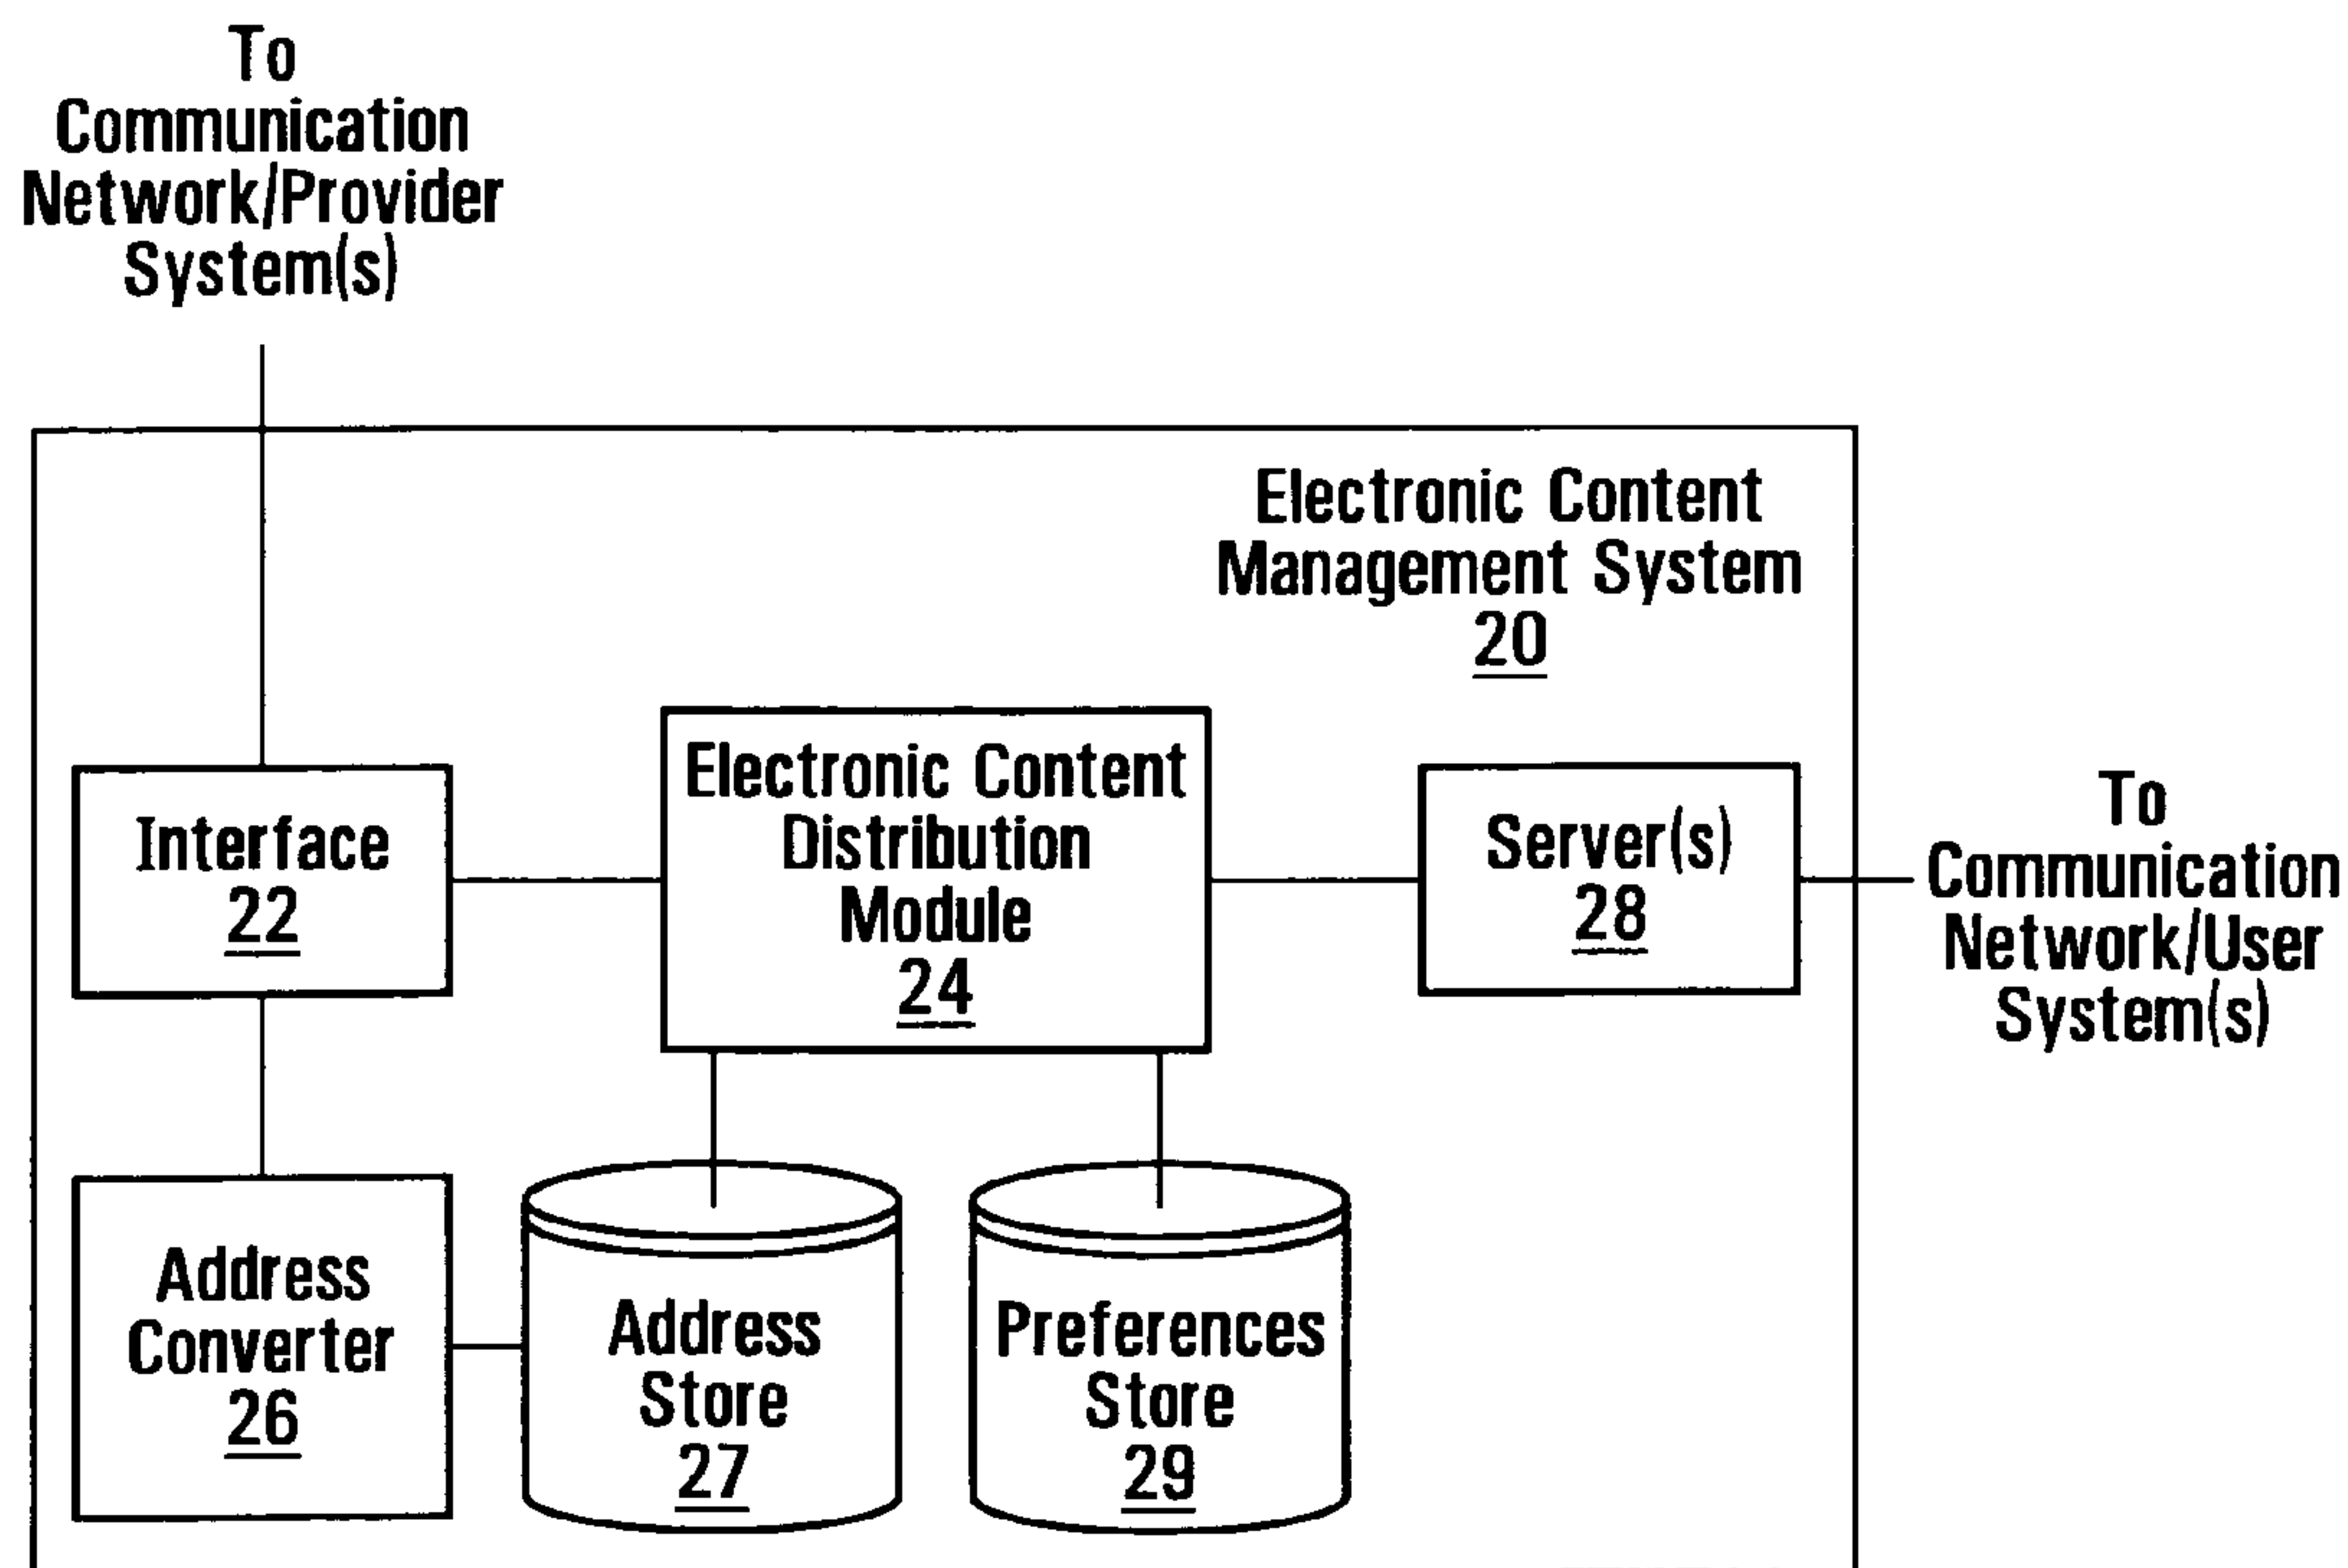 To
Communication
Network/Provider
System(s)
Electronic Content
Management System
20
Interface
22
Electronic Content
Distribution
Module
24
Server(s)
28
To
Communication
Network/User
System(s)
Address
Converter
26
Address
Store
27
Preferences
Store
29